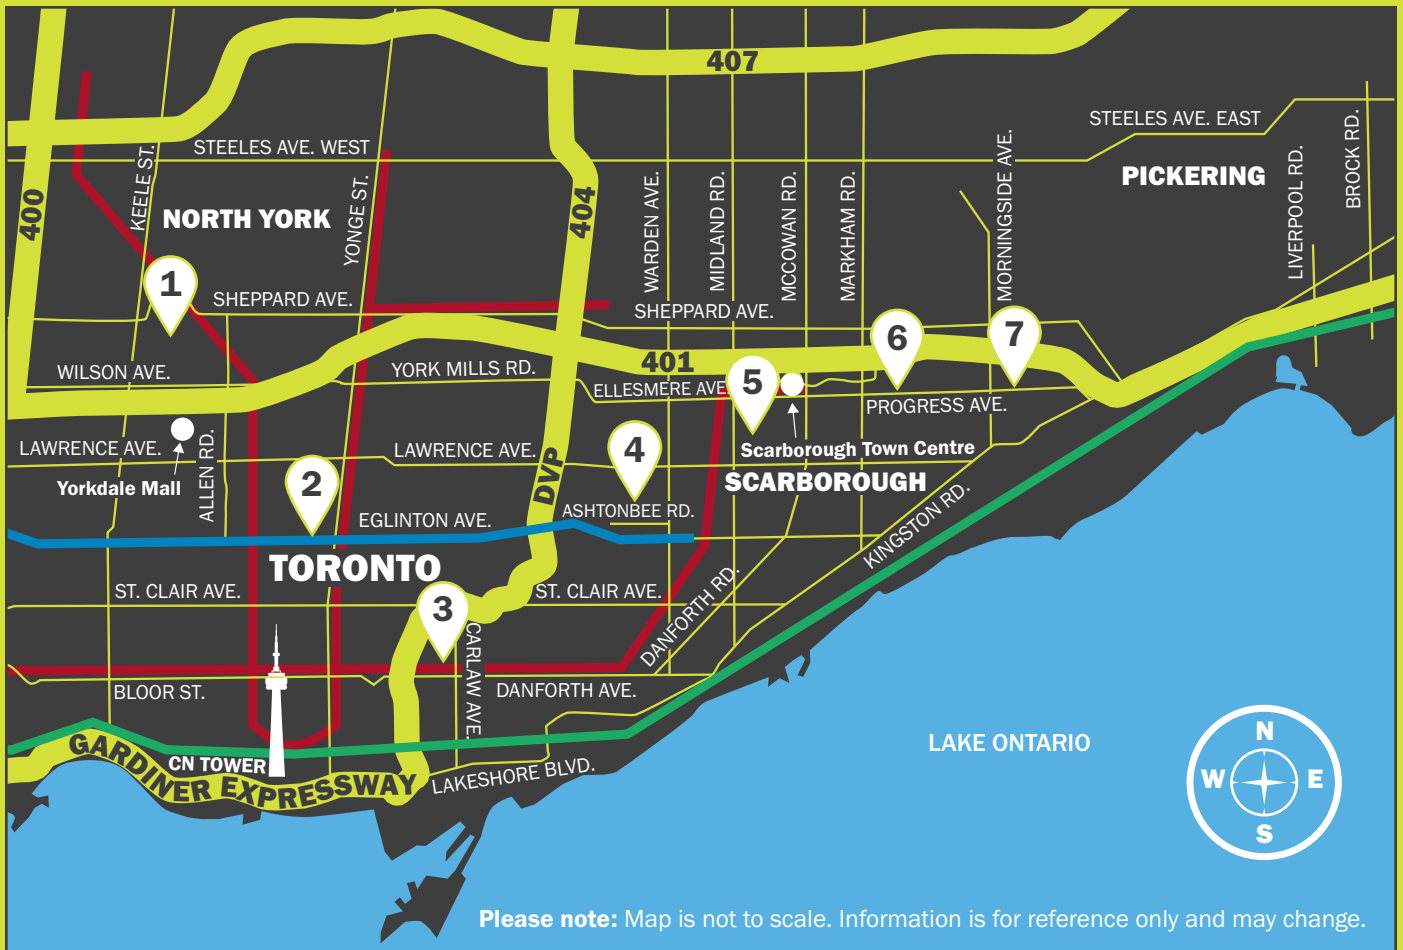 407
STEELES AVE. EAST
STEELES AVE. WEST
KEELE ST.
400
NORTH YORK
YONGE ST.
404
WARDEN AVE.
MIDLAND RD.
MCCOWAN RD.
MARKHAM RD.
MORNINGSIDE AVE.
PICKERING
LIVERPOOL RD.
BROCK RD.
1
SHEPPARD AVE.
SHEPPARD AVE.
6
7
WILSON AVE.
YORK MILLS RD.
401
5
ELLESMERE AVE
PROGRESS AVE.
LAWRENCE AVE.
ALLEN RD.
LAWRENCE AVE.
4
Scarborough Town Centre
Yorkdale Mall
2
DVP
SCARBOROUGH
EGLINTON AVE.
ASHTONBEE RD.
KINGSTON RD.
TORONTO
ST. CLAIR AVE.
3
ST. CLAIR AVE.
DANFORTH RD.
CARLAW AVE.
BLOOR ST.
DANFORTH AVE.
GARDINER EXPRESSWAY
CN TOWER
LAKESHORE BLVD.
LAKE ONTARIO
N
W
E
S
Please note: Map is not to scale. Information is for reference only and may change.